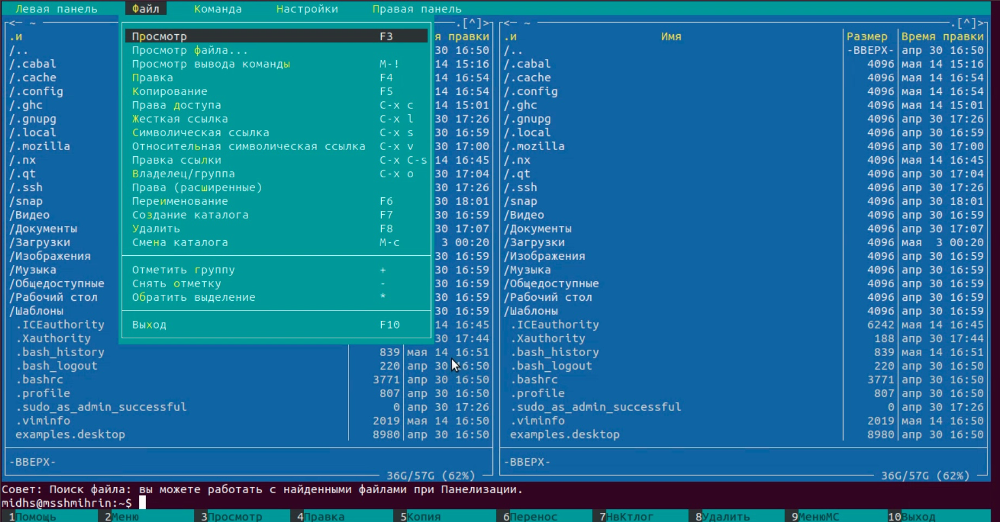 Левая панель Файл Команда Настройки Правая панель
<─ ~ .[^]> <─ ~ .[^]>
.и я правки .и Имя Размер Время правки
Просмотр F3
/.. Просмотр файла... 30 16:50 /.. -ВВЕРХ- апр 30 16:50
/.cabal Просмотр вывода команды M-! 14 15:16 /.cabal 4096 мая 14 15:16
/.cache Правка F4 14 16:54 /.cache 4096 мая 14 16:54
/.config Копирование F5 14 16:54 /.config 4096 мая 14 16:54
/.ghc Права доступа C-x c 14 15:01 /.ghc 4096 мая 14 15:01
/.gnupg Жесткая ссылка C-x l 30 17:26 /.gnupg 4096 апр 30 17:26
/.local Символическая ссылка C-x s 30 16:59 /.local 4096 апр 30 16:59
/.mozilla Относительная символическая ссылка C-x v 30 17:00 /.mozilla 4096 апр 30 17:00
/.nx Правка ссылки C-x C-s 14 16:45 /.nx 4096 мая 14 16:45
/.qt Владелец/группа C-x o 30 17:04 /.qt 4096 апр 30 17:04
/.ssh Права (расширенные) 30 17:26 /.ssh 4096 апр 30 17:26
/snap Переименование F6 30 18:01 /snap 4096 апр 30 18:01
/Видео Создание каталога F7 30 16:59 /Видео 4096 апр 30 16:59
/Документы Удалить F8 30 17:07 /Документы 4096 апр 30 17:07
/Загрузки Смена каталога M-c 3 00:20 /Загрузки 4096 мая 3 00:20
/Изображения 30 16:59 /Изображения 4096 апр 30 16:59
/Музыка Отметить группу + 30 16:59 /Музыка 4096 апр 30 16:59
/Общедоступные Снять отметку - 30 16:59 /Общедоступные 4096 апр 30 16:59
/Рабочий стол Обратить выделение * 30 16:59 /Рабочий стол 4096 апр 30 16:59
/Шаблоны 30 16:59 /Шаблоны 4096 апр 30 16:59
.ICEauthority Выход F10 14 16:45 .ICEauthority 6242 мая 14 16:45
.Xauthority 30 17:44 .Xauthority 188 апр 30 17:44
.bash_history 839 мая 14 16:51 .bash_history 839 мая 14 16:51
.bash_logout 220 апр 30 16:50 .bash_logout 220 апр 30 16:50
.bashrc 3771 апр 30 16:50 .bashrc 3771 апр 30 16:50
.profile 807 апр 30 16:50 .profile 807 апр 30 16:50
.sudo_as_admin_successful 0 апр 30 17:26 .sudo_as_admin_successful 0 апр 30 17:26
.viminfo 2019 мая 14 16:50 .viminfo 2019 мая 14 16:50
examples.desktop 8980 апр 30 16:50 examples.desktop 8980 апр 30 16:50
-ВВЕРХ- -ВВЕРХ-
36G/57G (62%) 36G/57G (62%)
Совет: Поиск файла: вы можете работать с найденными файлами при Панелизации.
midhs@msshmihrin:~$
1Помощь 2Меню 3Просмотр 4Правка 5Копия 6Перенос 7НвКтлог 8Удалить 9МенюMC 10Выход